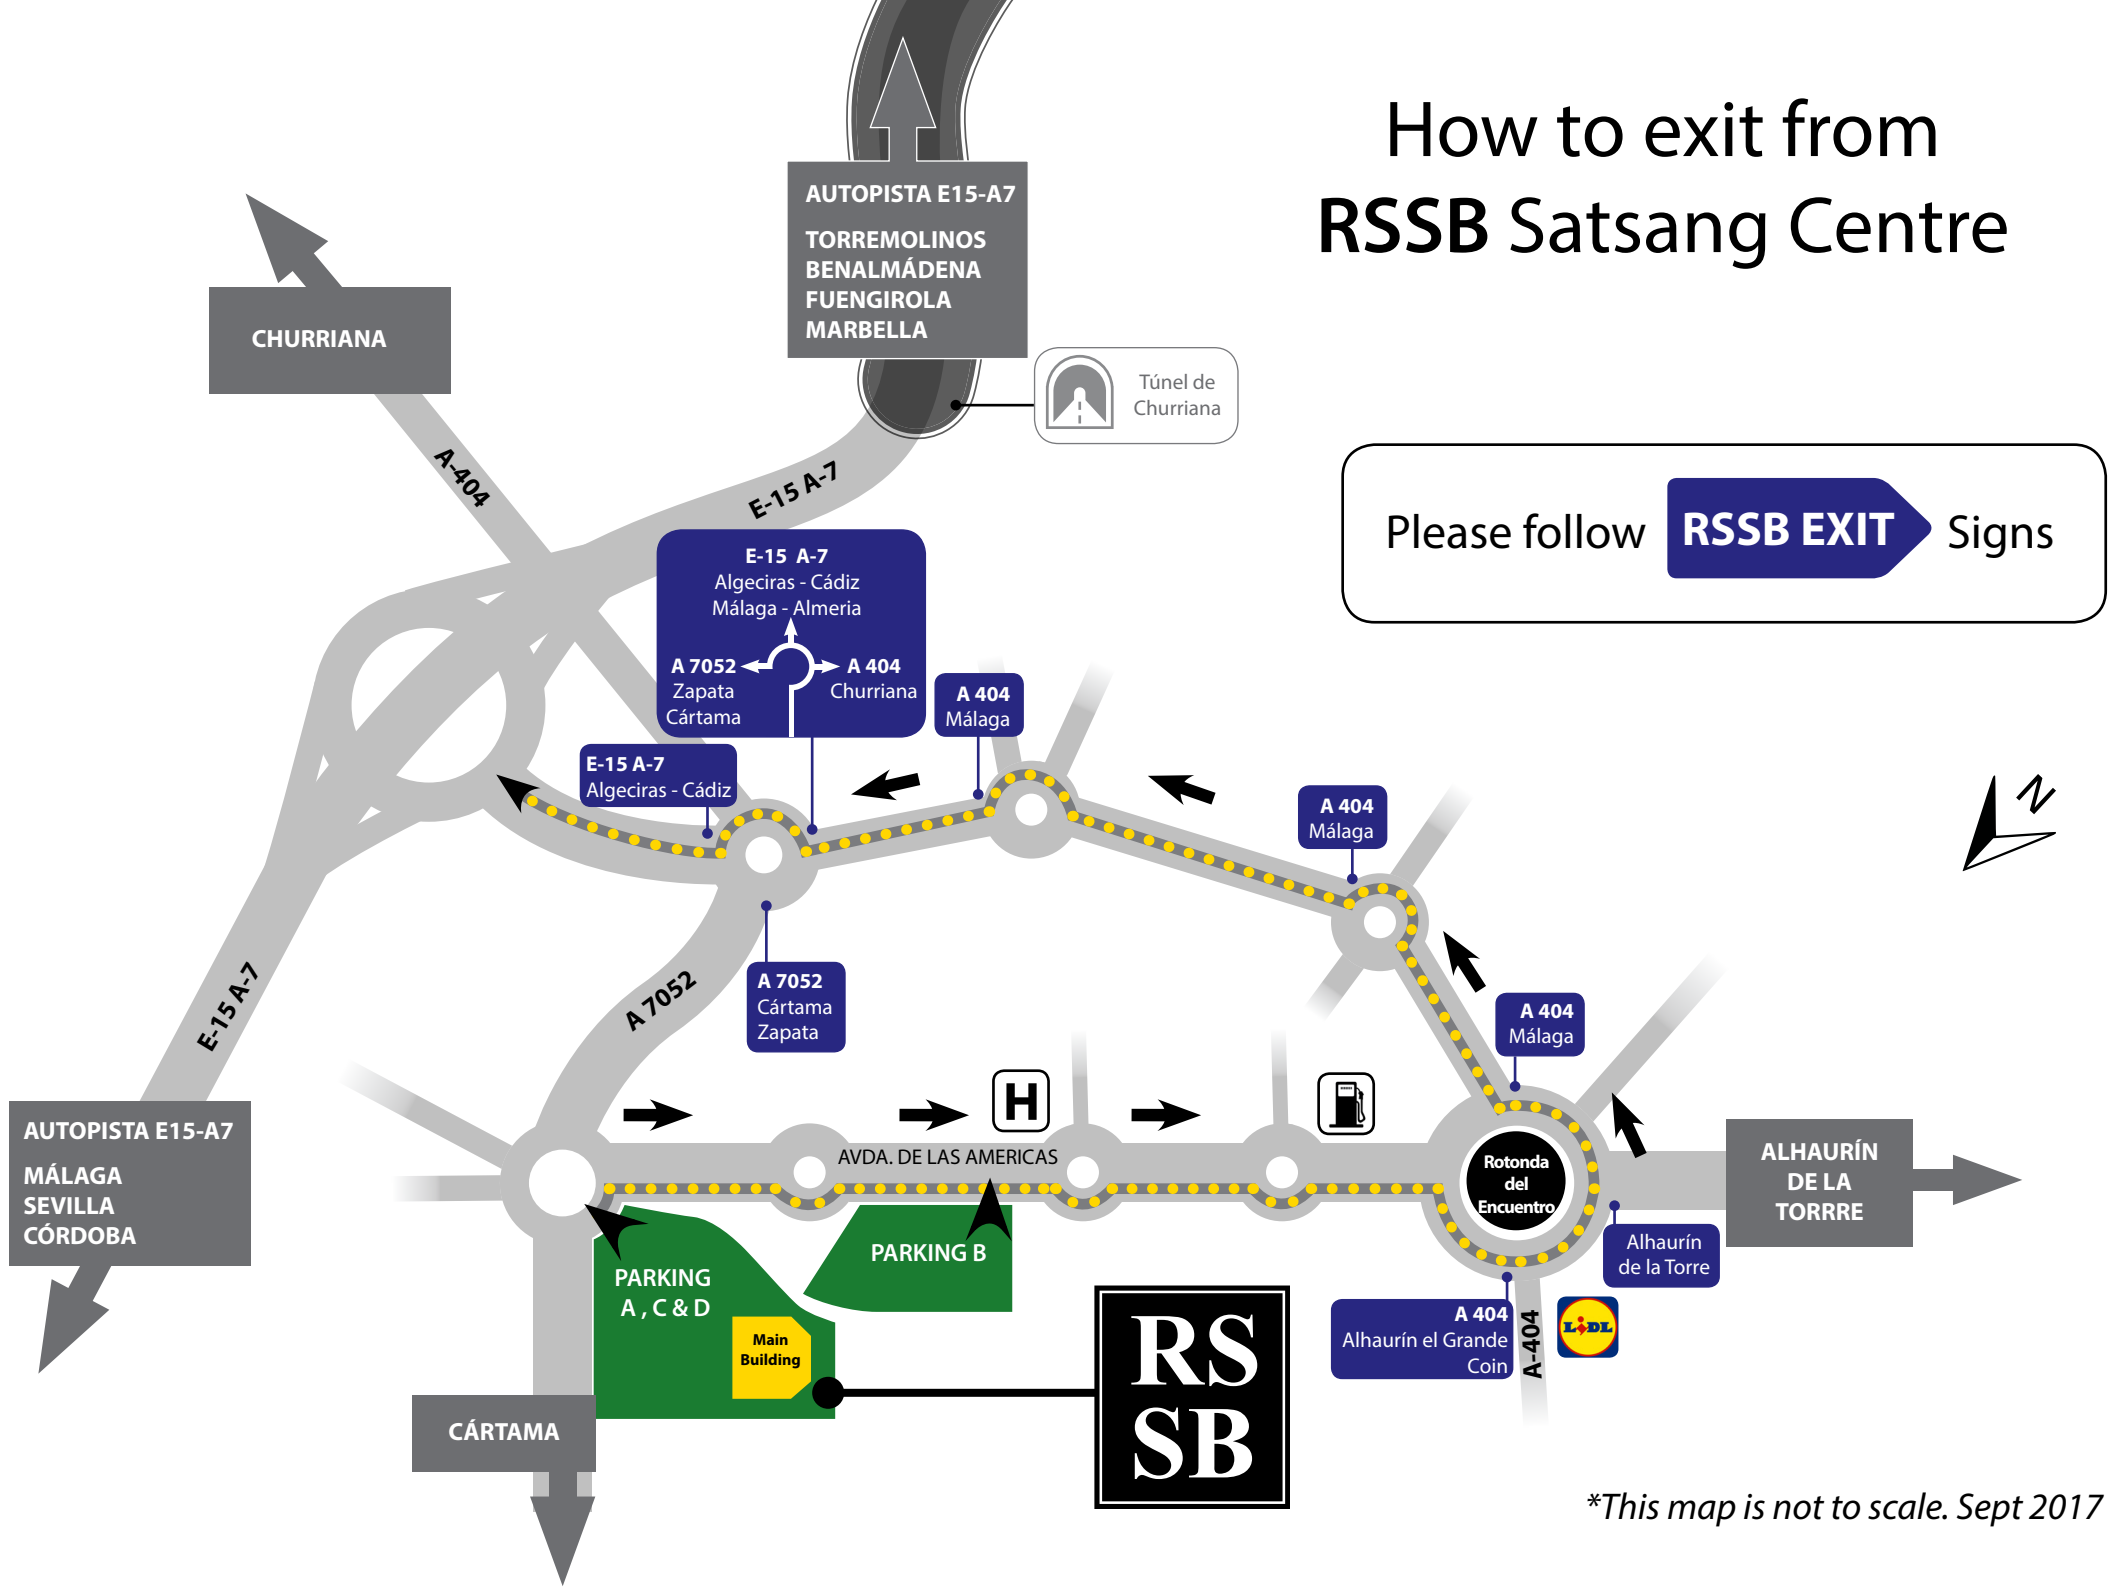 How to exit from
RSSB Satsang Centre
AUTOPISTA E15-A7
TORREMOLINOS
BENALMÁDENA
FUENGIROLA
MARBELLA
CHURRIANA
Túnel de
Churriana
A-404
E-15 A-7
Please follow RSSB EXIT Signs
E-15 A-7
Algeciras - Cádiz
Málaga - Almeria
A 7052
Zapata
Cártama
A 404
Churriana
A 404
Málaga
E-15 A-7
Algeciras - Cádiz
A 404
Málaga
N
A 7052
Cártama
Zapata
A 7052
E-15 A-7
A 404
Málaga
H
AUTOPISTA E15-A7
MÁLAGA
SEVILLA
CÓRDOBA
AVDA. DE LAS AMERICAS
Rotonda
del
Encuentro
ALHAURÍN
DE LA
TORRRE
Alhaurín
de la Torre
PARKING B
PARKING
A , C & D
Main
Building
A 404
Alhaurín el Grande
Coin
A-404
LIDL
RS
SB
CÁRTAMA
*This map is not to scale. Sept 2017